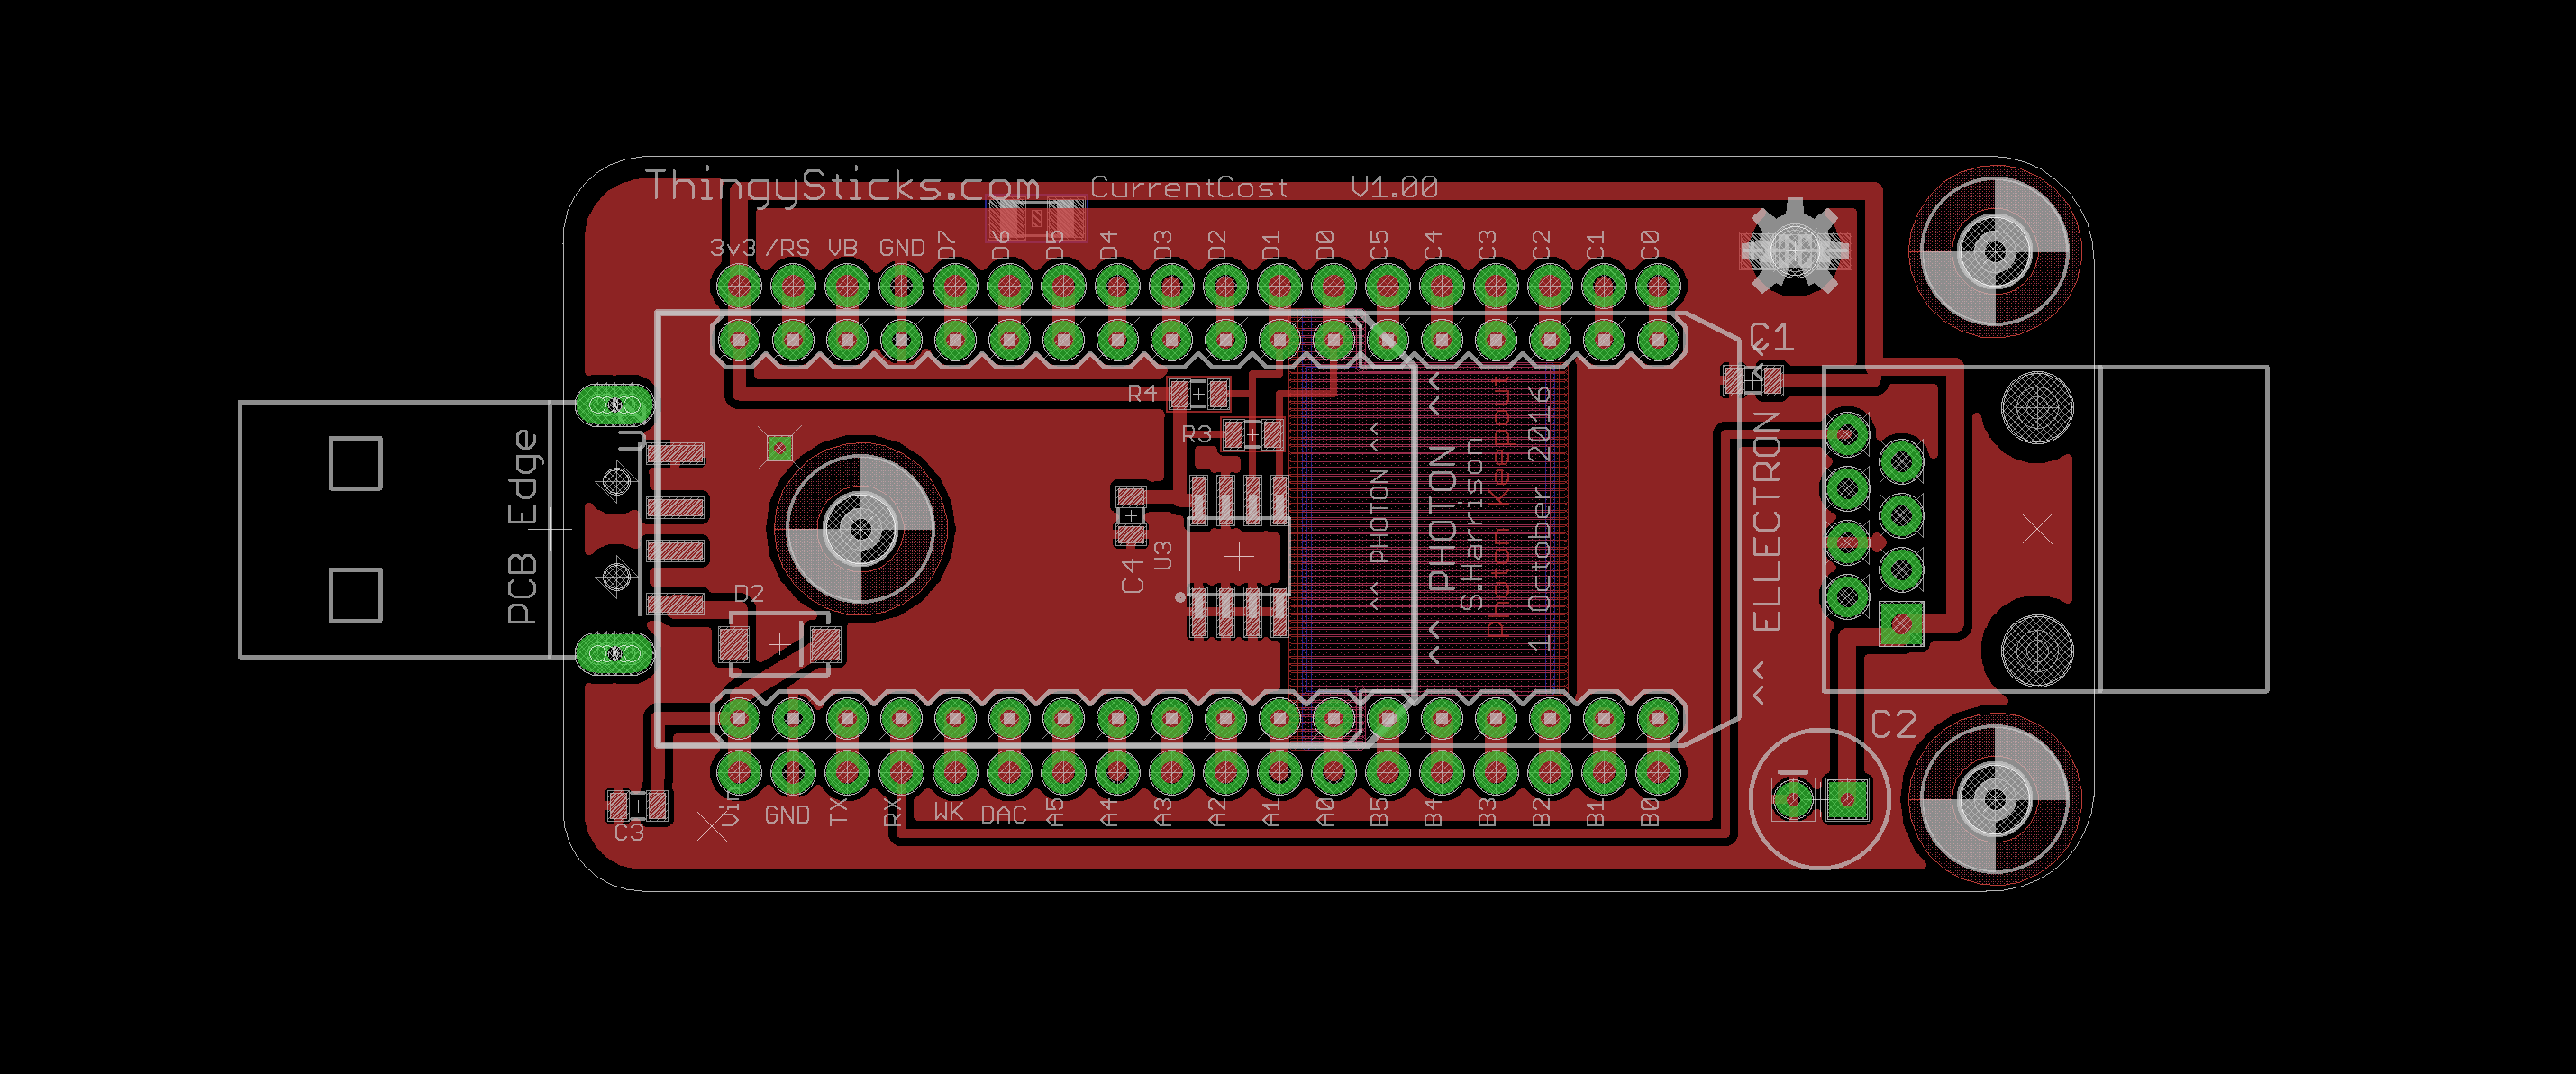 ThingySticks.com
CurrentCost V1.00
3v3 /RS VB GND D7 D6 D5 D4 D3 D2 D1 D0 C5 C4 C3 C2 C1 C0
C1
R4
R3
PCB Edge
U3
C4
D2
<< PHOTON <<
<< PHOTON <<
S.Harrison
Photon Keepout
1 October 2016
<< ELLECTRON <<
C2
C3
Vin GND TX RX WK DAC A5 A4 A3 A2 A1 A0 B5 B4 B3 B2 B1 B0